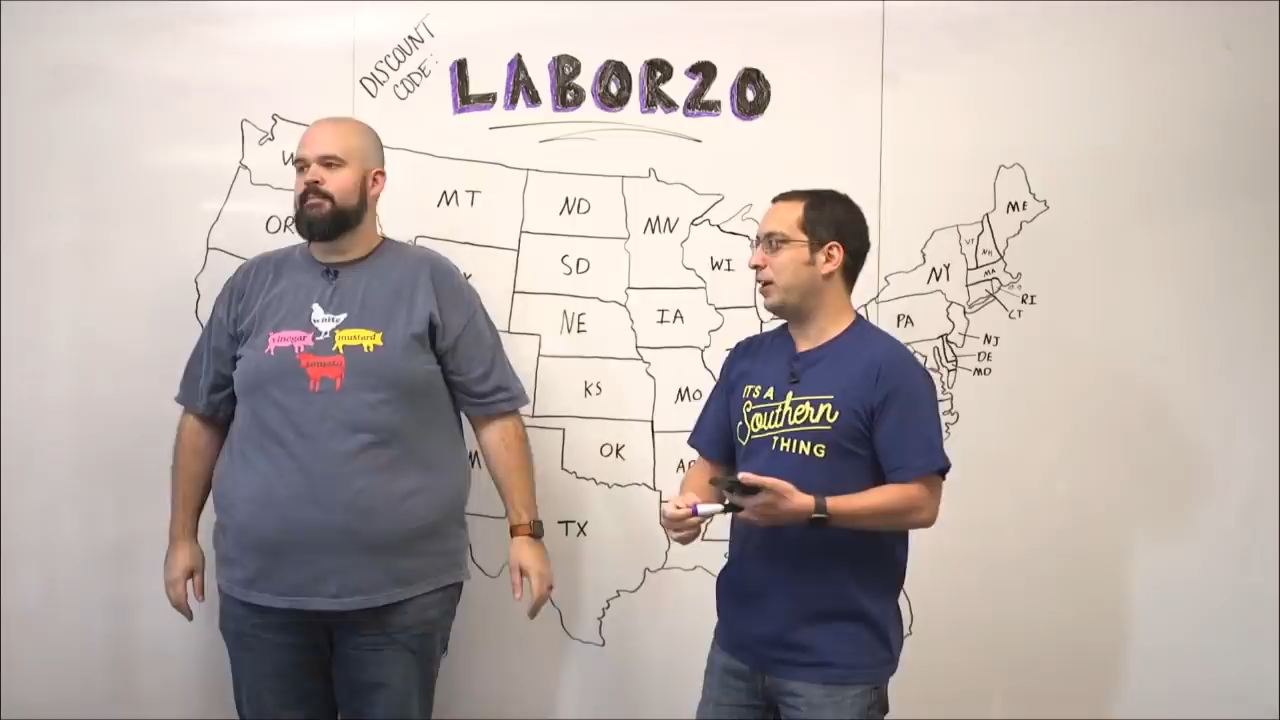 DISCOUNT
CODE:
LABOR20
MT
ND
MN
OR
SD
WI
NE
IA
KS
MO
OK
TX
ME
VT
NH
NY
MA
RI
CT
PA
NJ
DE
MO
white
vinegar
mustard
tomato
IT'S A
Southern
THING